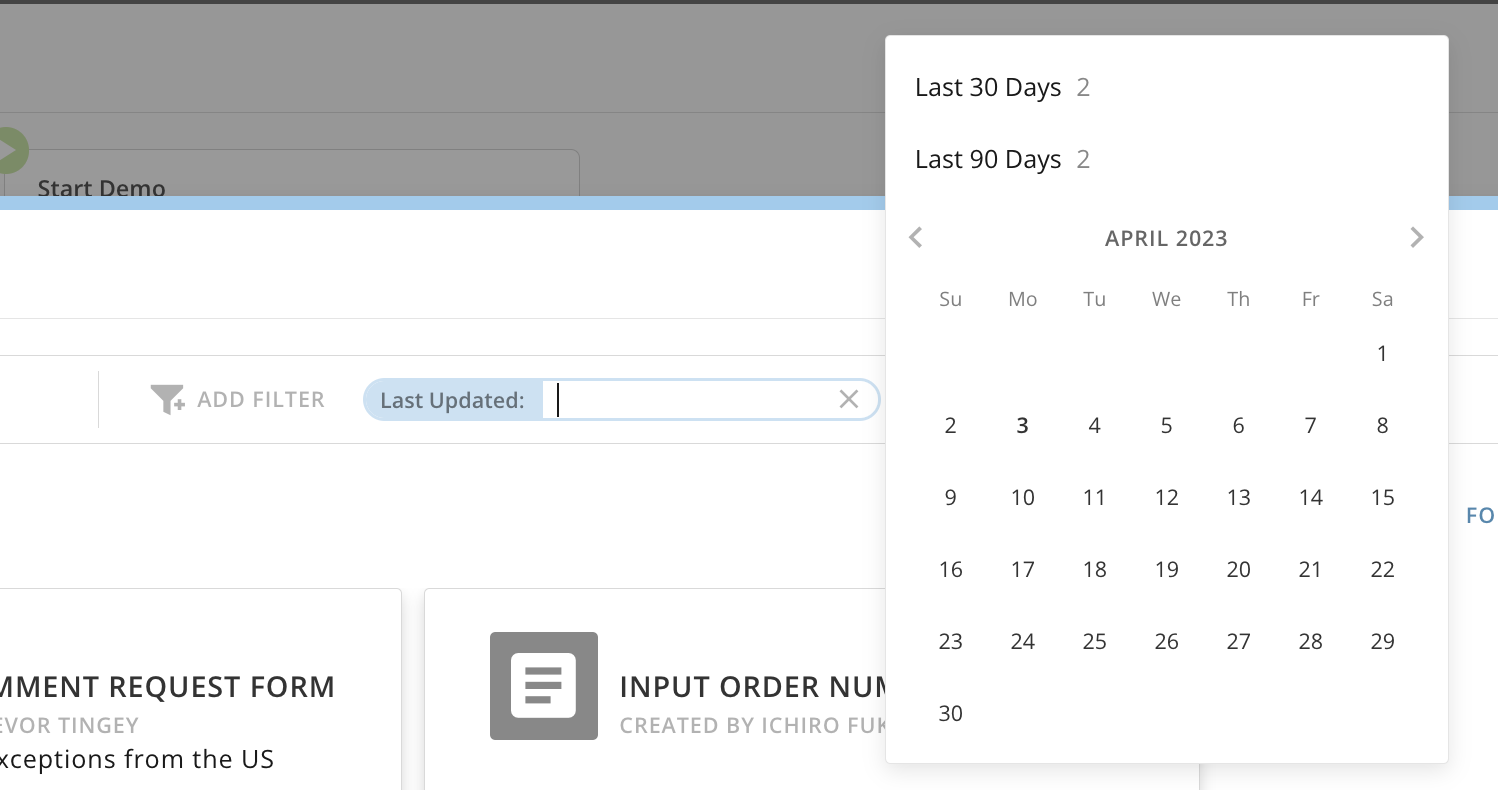 Last 30 Days 2
Last 90 Days 2
Start Demo
APRIL 2023
Su Mo Tu We Th Fr Sa
1
2 3 4 5 6 7 8
9 10 11 12 13 14 15
16 17 18 19 20 21 22
23 24 25 26 27 28 29
30
ADD FILTER
Last Updated:
FO
MMENT REQUEST FORM
EVOR TINGEY
xceptions from the US
INPUT ORDER NUM
CREATED BY ICHIRO FUK